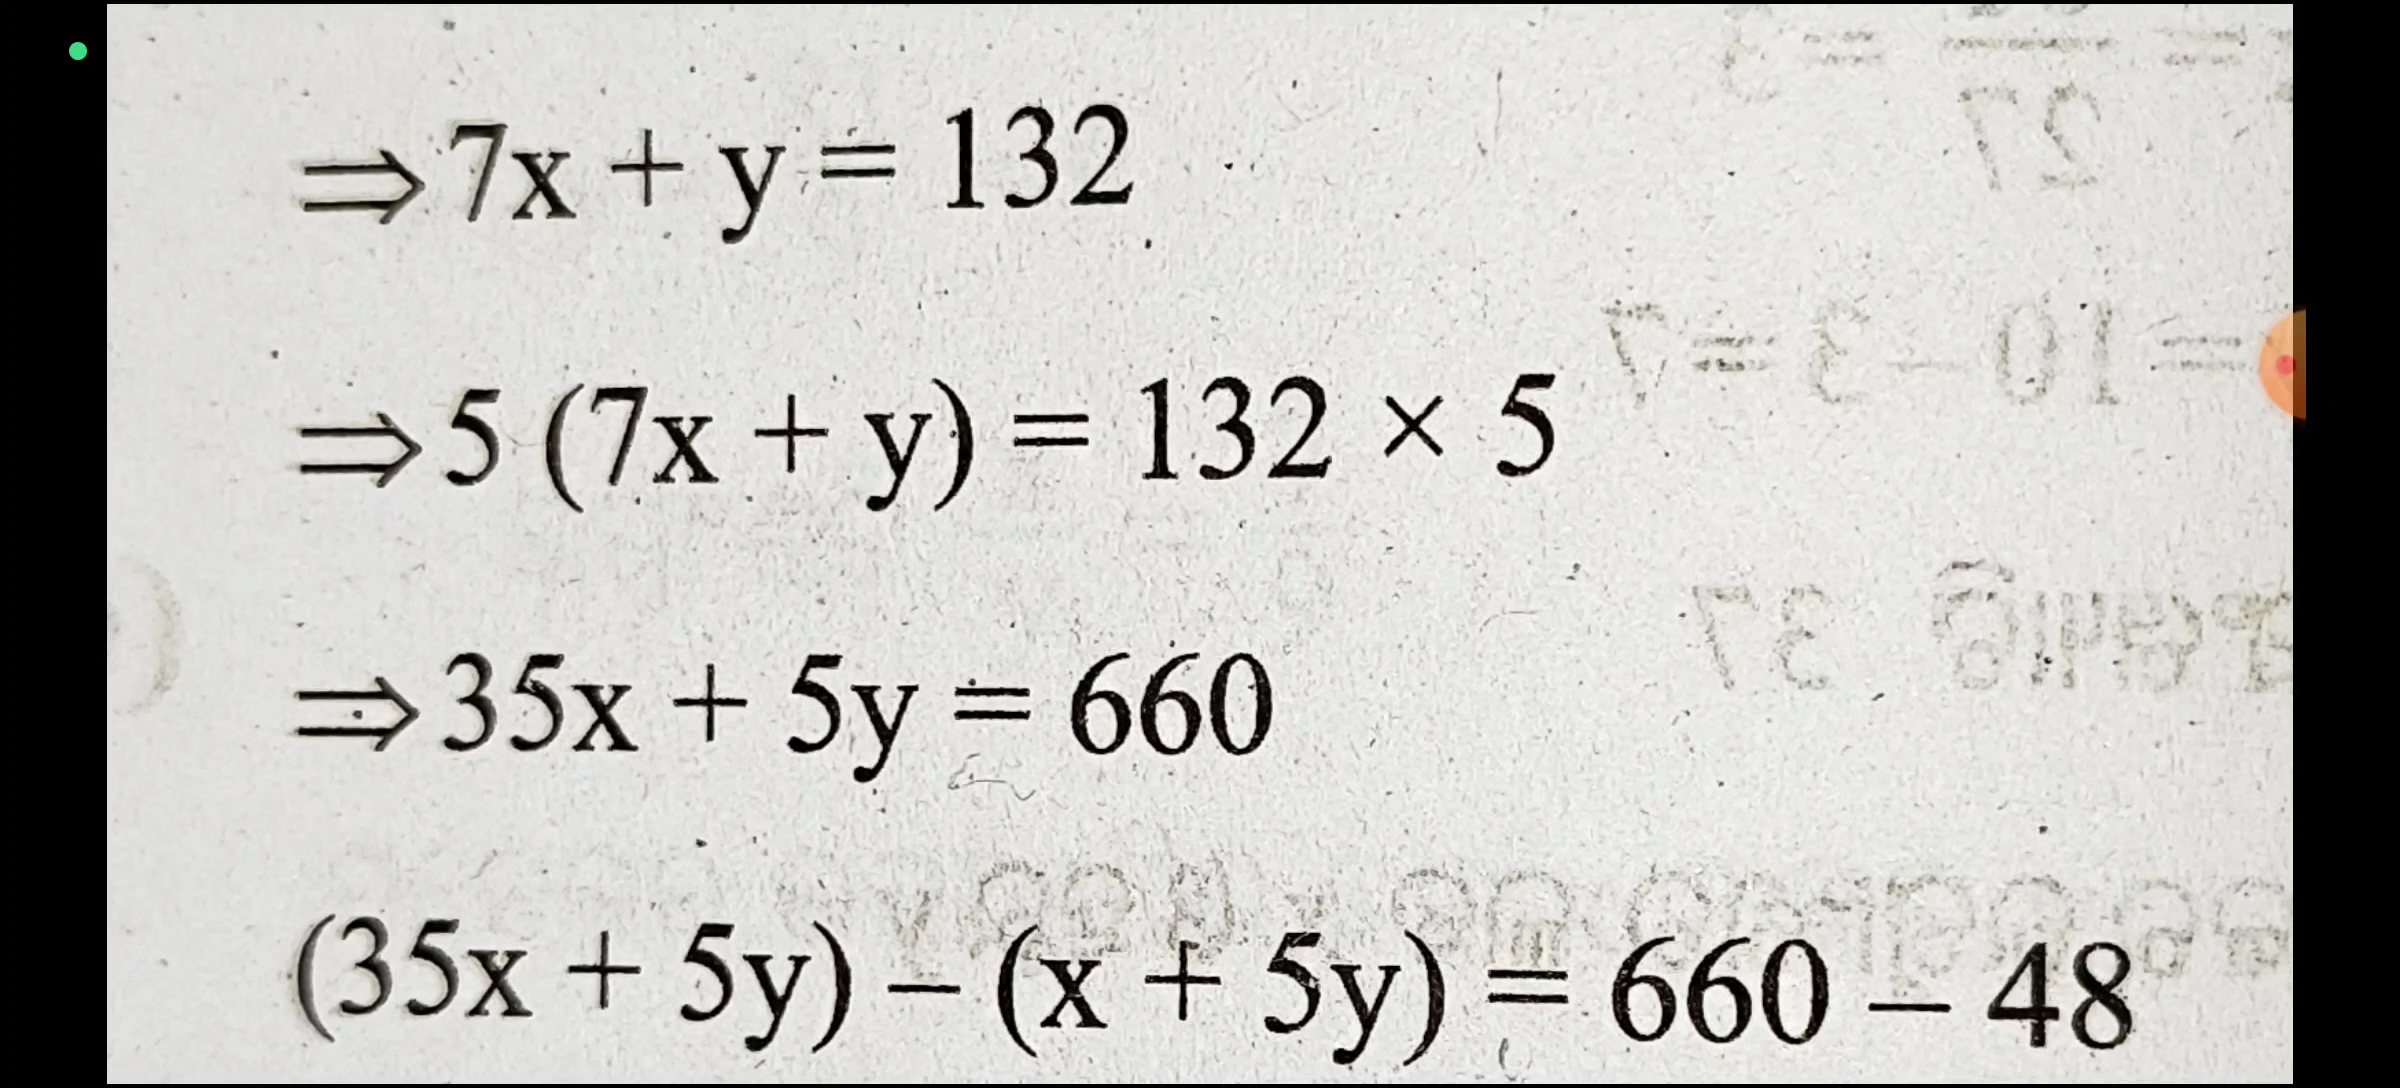 ⇒ 7x + y = 132
⇒ 5 (7x + y) = 132 × 5
⇒ 35x + 5y = 660
(35x + 5y) – (x + 5y) = 660 – 48